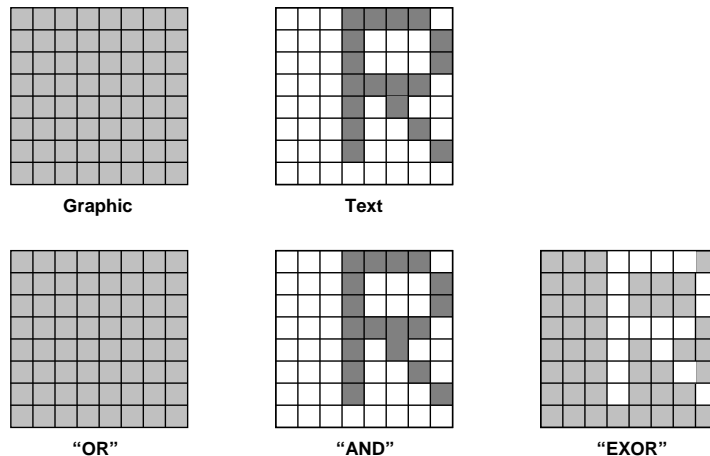 Graphic
Text
“OR”
“AND”
“EXOR”